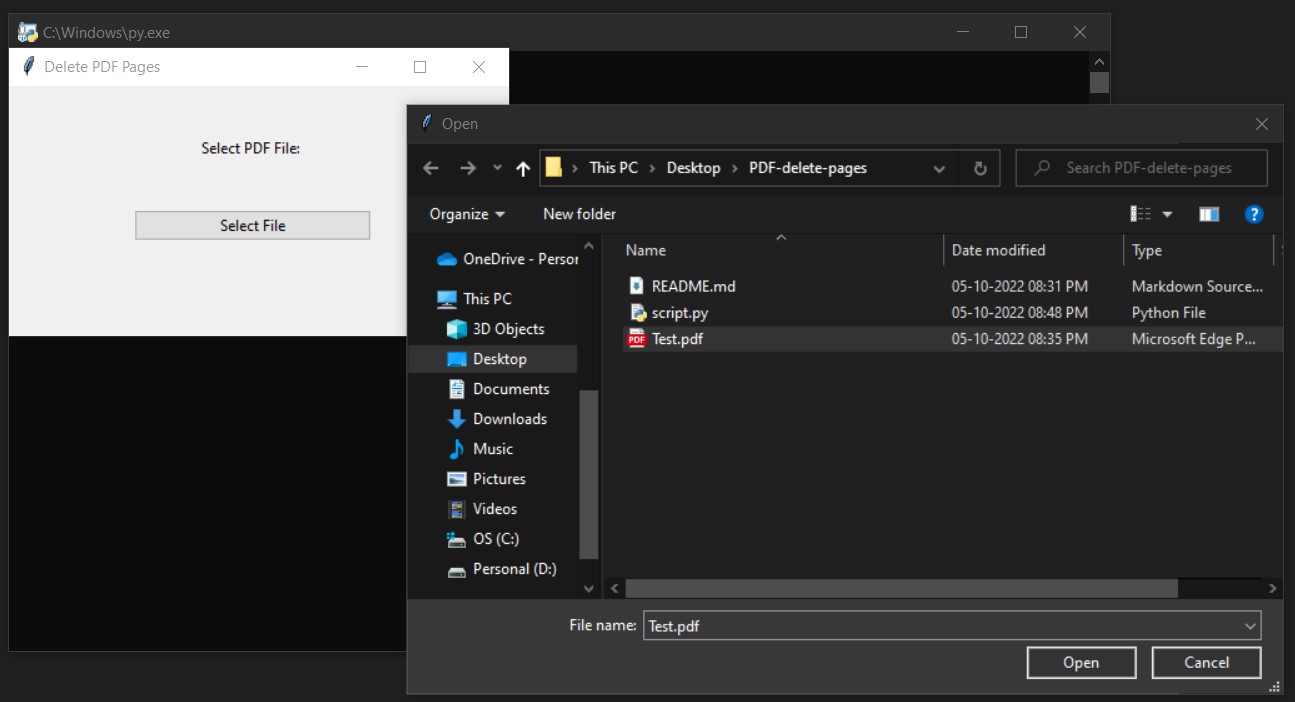 C:\Windows\py.exe
Delete PDF Pages
Select PDF File:
Select File
Open
This PC > Desktop > PDF-delete-pages
Search PDF-delete-pages
Organize
New folder
?
Name
Date modified
Type
OneDrive - Person
This PC
3D Objects
Desktop
Documents
Downloads
Music
Pictures
Videos
OS (C:)
Personal (D:)
README.md 05-10-2022 08:31 PM Markdown Source...
script.py 05-10-2022 08:48 PM Python File
PDF Test.pdf 05-10-2022 08:35 PM Microsoft Edge P...
File name: Test.pdf
Open
Cancel